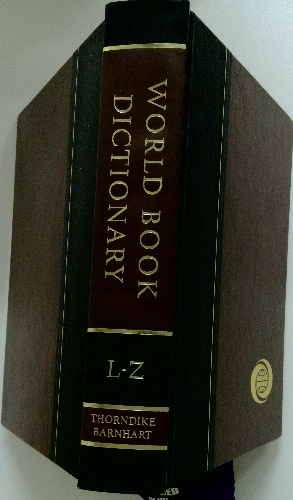 WORLD BOOK
DICTIONARY
L-Z
THORNDIKE
BARNHART